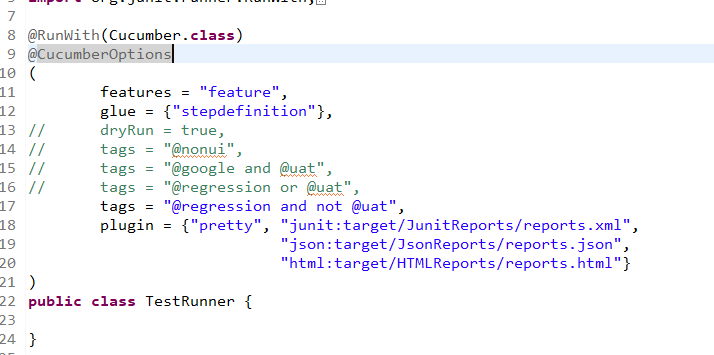 import org.junit.runner.RunWith;
7
8 @RunWith(Cucumber.class)
9 @CucumberOptions
10 (
11 features = "feature",
12 glue = {"stepdefinition"},
13 // dryRun = true,
14 // tags = "@nonui",
15 // tags = "@google and @uat",
16 // tags = "@regression or @uat",
17 tags = "@regression and not @uat",
18 plugin = {"pretty", "junit:target/JunitReports/reports.xml",
19 "json:target/JsonReports/reports.json",
20 "html:target/HTMLReports/reports.html"}
21 )
22 public class TestRunner {
23
24 }